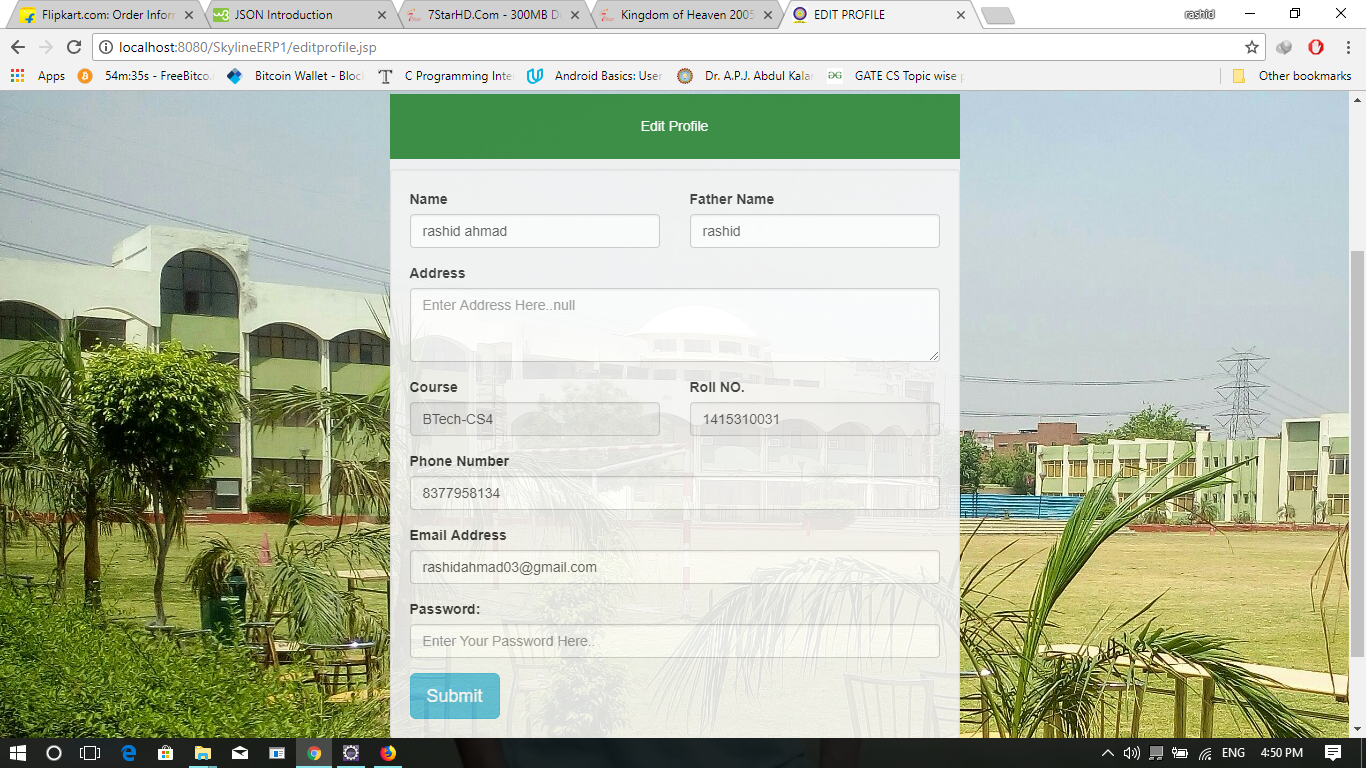 Flipkart.com: Order Inform
JSON Introduction
7StarHD.Com - 300MB D
Kingdom of Heaven 2005
EDIT PROFILE
rashid
localhost:8080/SkylineERP1/editprofile.jsp
Apps
54m:35s - FreeBitco
Bitcoin Wallet - Bloc
C Programming Inte
Android Basics: User
Dr. A.P.J. Abdul Kala
GATE CS Topic wise
Other bookmarks
Edit Profile
Name
Father Name
rashid ahmad
rashid
Address
Enter Address Here..null
Course
Roll NO.
BTech-CS4
1415310031
Phone Number
8377958134
Email Address
rashidahmad03@gmail.com
Password:
Enter Your Password Here..
Submit
ENG
4:50 PM